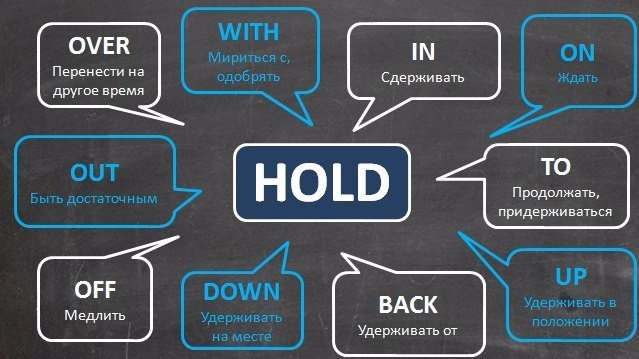 OVER
Перенести на
другое время
WITH
Мириться с,
одобрять
IN
Сдерживать
ON
Ждать
OUT
Быть достаточным
HOLD
TO
Продолжать,
придерживаться
OFF
Медлить
DOWN
Удерживать
на месте
BACK
Удерживать от
UP
Удерживать в
положении